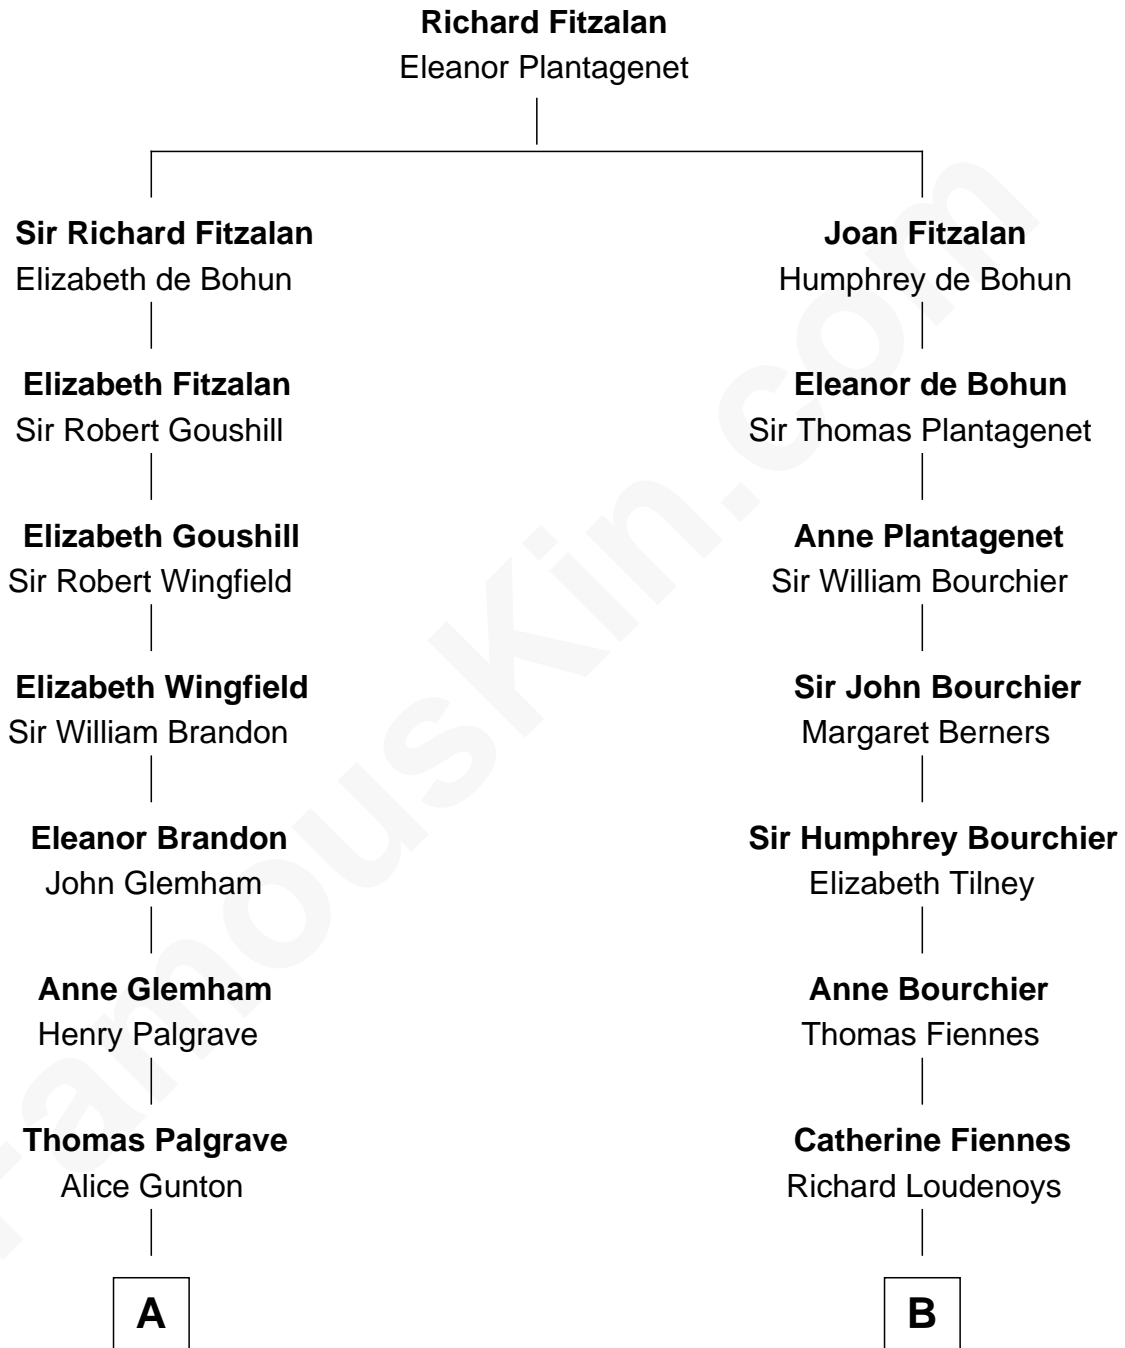 Richard Fitzalan
Eleanor Plantagenet
Sir Richard Fitzalan
Elizabeth de Bohun
Joan Fitzalan
Humphrey de Bohun
Elizabeth Fitzalan
Sir Robert Goushill
Eleanor de Bohun
Sir Thomas Plantagenet
Elizabeth Goushill
Sir Robert Wingfield
Anne Plantagenet
Sir William Bourchier
Elizabeth Wingfield
Sir William Brandon
Sir John Bourchier
Margaret Berners
Eleanor Brandon
John Glemham
Sir Humphrey Bourchier
Elizabeth Tilney
Anne Glemham
Henry Palgrave
Anne Bourchier
Thomas Fiennes
Thomas Palgrave
Alice Gunton
Catherine Fiennes
Richard Loudenoys
A
B
FamousKin.com